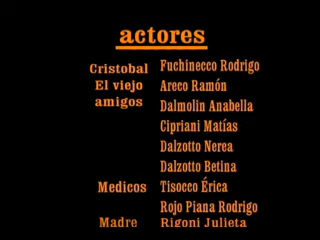 actores
Cristobal Fuchinecco Rodrigo
El viejo Areco Ramón
amigos Dalmolin Anabella
Cipriani Matías
Dalzotto Nerea
Dalzotto Betina
Medicos Tisocco Érica
Rojo Piana Rodrigo
Madre Rigoni Julieta